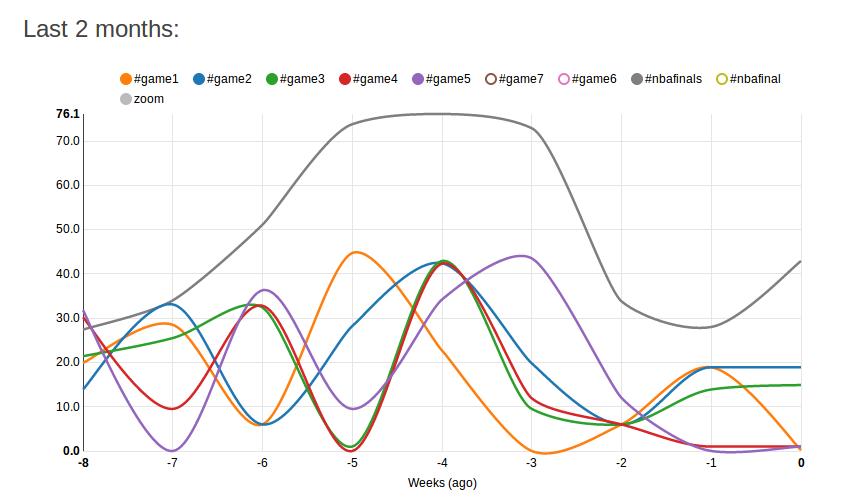 Last 2 months:
#game1 #game2 #game3 #game4 #game5 #game7 #game6 #nbafinals #nbafinal
zoom
76.1
70.0
60.0
50.0
40.0
30.0
20.0
10.0
0.0
-8 -7 -6 -5 -4 -3 -2 -1 0
Weeks (ago)